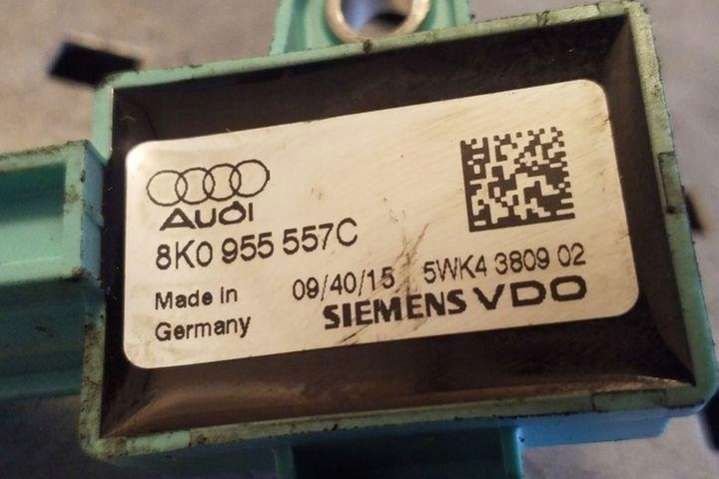 Audi
8K0 955 557C
Made in
Germany
09/40/15 5WK4 3809 02
SIEMENS VDO